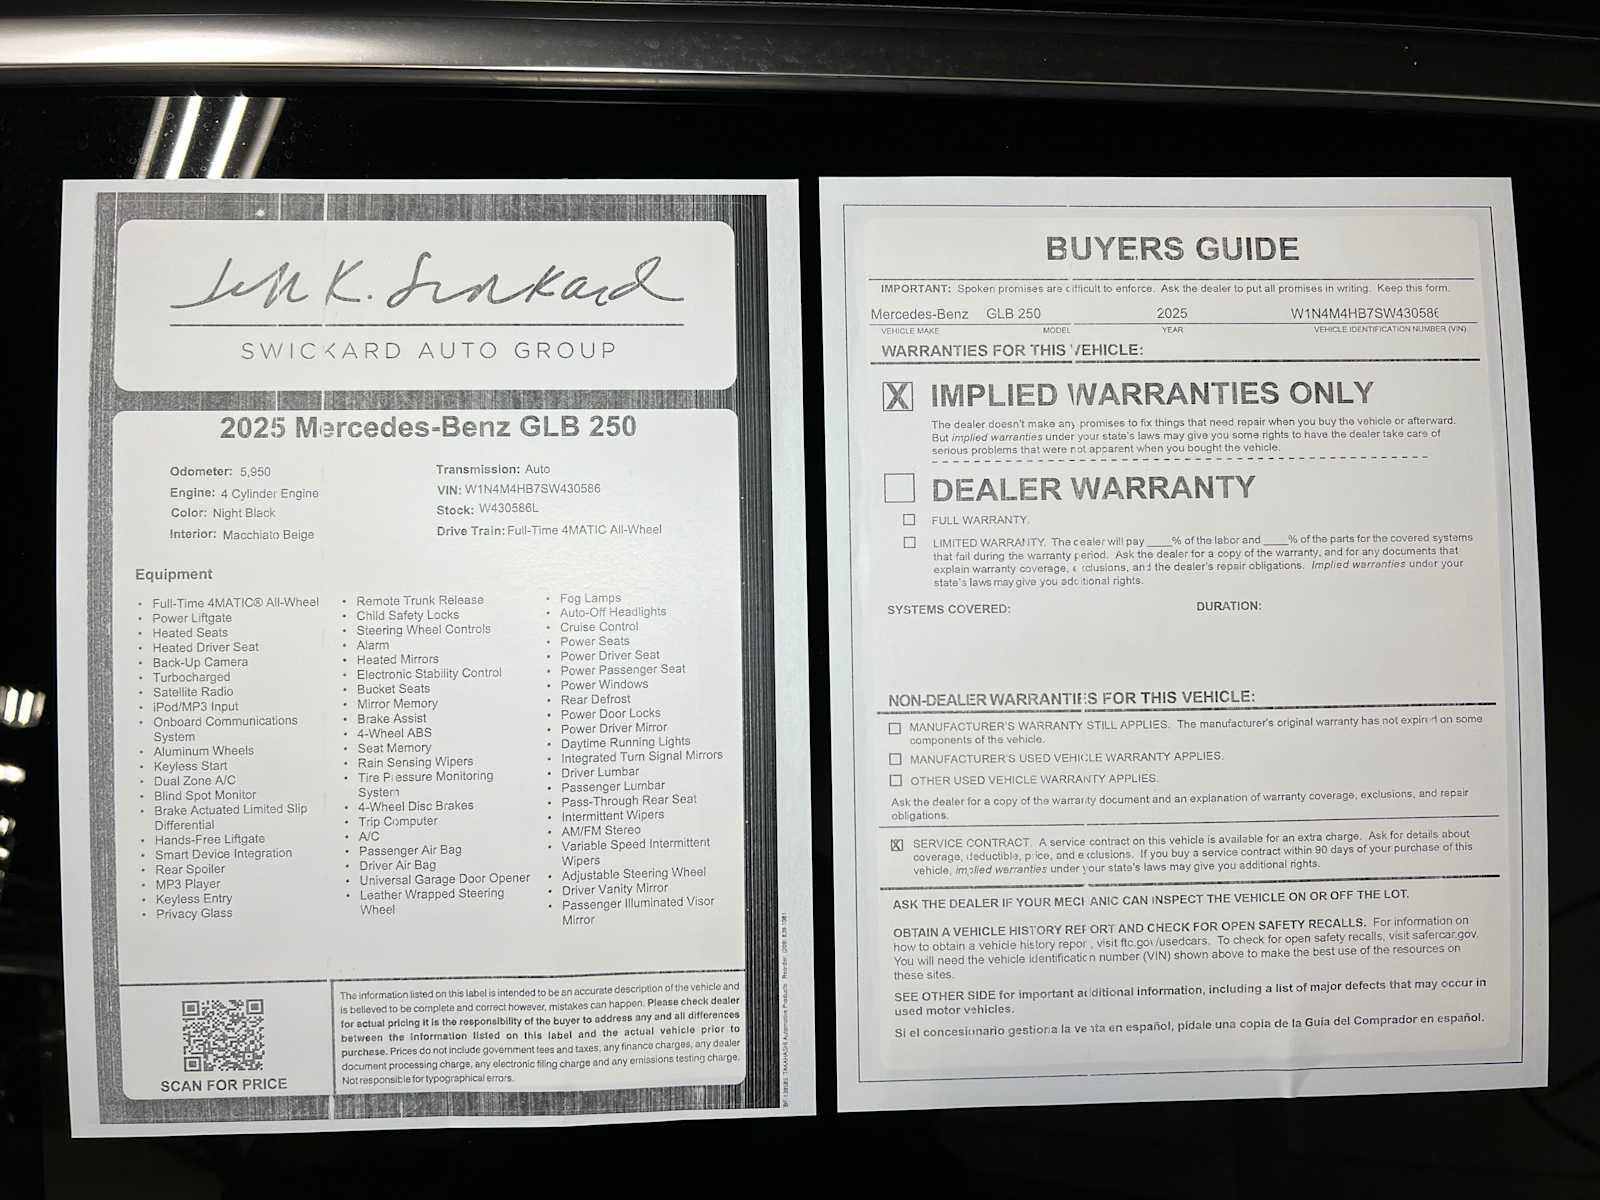 Jeff K. Swickard
SWICKARD AUTO GROUP
2025 Mercedes-Benz GLB 250
Odometer: 5,950
Engine: 4 Cylinder Engine
Color: Night Black
Interior: Macchiato Beige
Transmission: Auto
VIN: W1N4M4HB7SW430586
Stock: W430586L
Drive Train: Full-Time 4MATIC All-Wheel
Equipment
• Full-Time 4MATIC® All-Wheel
• Power Liftgate
• Heated Seats
• Heated Driver Seat
• Back-Up Camera
• Turbocharged
• Satellite Radio
• iPod/MP3 Input
• Onboard Communications
System
• Aluminum Wheels
• Keyless Start
• Dual Zone A/C
• Blind Spot Monitor
• Brake Actuated Limited Slip
Differential
• Hands-Free Liftgate
• Smart Device Integration
• Rear Spoiler
• MP3 Player
• Keyless Entry
• Privacy Glass
• Remote Trunk Release
• Child Safety Locks
• Steering Wheel Controls
• Alarm
• Heated Mirrors
• Electronic Stability Control
• Bucket Seats
• Mirror Memory
• Brake Assist
• 4-Wheel ABS
• Seat Memory
• Rain Sensing Wipers
• Tire Pressure Monitoring
System
• 4-Wheel Disc Brakes
• Trip Computer
• A/C
• Passenger Air Bag
• Driver Air Bag
• Universal Garage Door Opener
• Leather Wrapped Steering
Wheel
• Fog Lamps
• Auto-Off Headlights
• Cruise Control
• Power Seats
• Power Driver Seat
• Power Passenger Seat
• Power Windows
• Rear Defrost
• Power Door Locks
• Power Driver Mirror
• Daytime Running Lights
• Integrated Turn Signal Mirrors
• Driver Lumbar
• Passenger Lumbar
• Pass-Through Rear Seat
• Intermittent Wipers
• AM/FM Stereo
• Variable Speed Intermittent
Wipers
• Adjustable Steering Wheel
• Driver Vanity Mirror
• Passenger Illuminated Visor
Mirror
SCAN FOR PRICE
The information listed on this label is intended to be an accurate description of the vehicle and
is believed to be complete and correct however, mistakes can happen. Please check dealer
for actual pricing it is the responsibility of the buyer to address any and all differences
between the information listed on this label and the actual vehicle prior to
purchase. Prices do not include government fees and taxes, any finance charges, any dealer
document processing charge, any electronic filing charge and any emissions testing charge.
Not responsible for typographical errors.
BUYERS GUIDE
IMPORTANT: Spoken promises are difficult to enforce. Ask the dealer to put all promises in writing. Keep this form.
Mercedes-Benz GLB 250 2025 W1N4M4HB7SW430586
VEHICLE MAKE MODEL YEAR VEHICLE IDENTIFICATION NUMBER (VIN)
WARRANTIES FOR THIS VEHICLE:
X IMPLIED WARRANTIES ONLY
The dealer doesn't make any promises to fix things that need repair when you buy the vehicle or afterward.
But implied warranties under your state's laws may give you some rights to have the dealer take care of
serious problems that were not apparent when you bought the vehicle.
DEALER WARRANTY
FULL WARRANTY.
LIMITED WARRANTY. The dealer will pay ____% of the labor and ____% of the parts for the covered systems
that fail during the warranty period. Ask the dealer for a copy of the warranty, and for any documents that
explain warranty coverage, exclusions, and the dealer's repair obligations. Implied warranties under your
state's laws may give you additional rights.
SYSTEMS COVERED: DURATION:
NON-DEALER WARRANTIES FOR THIS VEHICLE:
MANUFACTURER'S WARRANTY STILL APPLIES. The manufacturer's original warranty has not expired on some
components of the vehicle.
MANUFACTURER'S USED VEHICLE WARRANTY APPLIES.
OTHER USED VEHICLE WARRANTY APPLIES.
Ask the dealer for a copy of the warranty document and an explanation of warranty coverage, exclusions, and repair
obligations.
X SERVICE CONTRACT. A service contract on this vehicle is available for an extra charge. Ask for details about
coverage, deductible, price, and exclusions. If you buy a service contract within 90 days of your purchase of this
vehicle, implied warranties under your state's laws may give you additional rights.
ASK THE DEALER IF YOUR MECHANIC CAN INSPECT THE VEHICLE ON OR OFF THE LOT.
OBTAIN A VEHICLE HISTORY REPORT AND CHECK FOR OPEN SAFETY RECALLS. For information on
how to obtain a vehicle history report, visit ftc.gov/usedcars. To check for open safety recalls, visit safercar.gov.
You will need the vehicle identification number (VIN) shown above to make the best use of the resources on
these sites.
SEE OTHER SIDE for important additional information, including a list of major defects that may occur in
used motor vehicles.
Si el concesionario gestiona la venta en español, pídale una copia de la Guía del Comprador en español.